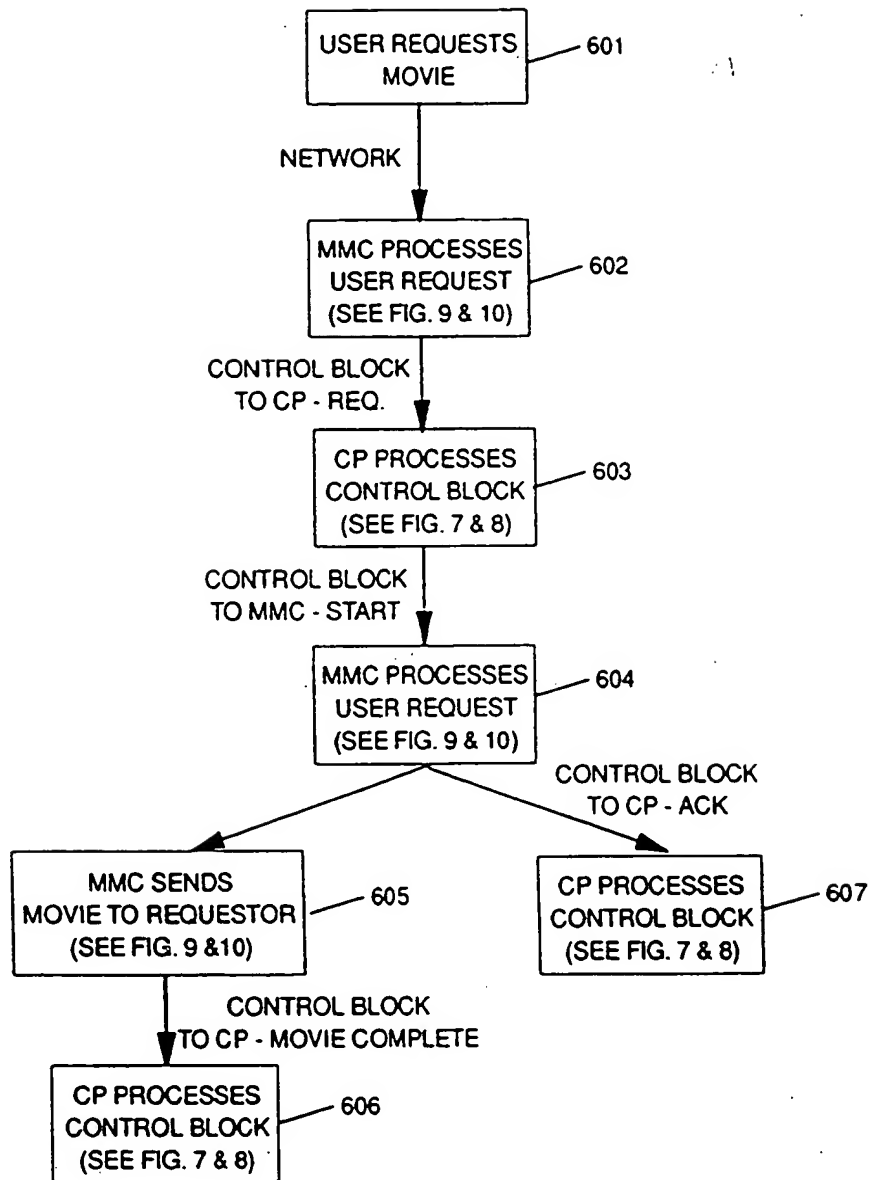 USER REQUESTS
MOVIE
601
NETWORK
MMC PROCESSES
USER REQUEST
(SEE FIG. 9 & 10)
602
CONTROL BLOCK
TO CP - REQ.
CP PROCESSES
CONTROL BLOCK
(SEE FIG. 7 & 8)
603
CONTROL BLOCK
TO MMC - START
MMC PROCESSES
USER REQUEST
(SEE FIG. 9 & 10)
604
CONTROL BLOCK
TO CP - ACK
MMC SENDS
MOVIE TO REQUESTOR
(SEE FIG. 9 &10)
605
CP PROCESSES
CONTROL BLOCK
(SEE FIG. 7 & 8)
607
CONTROL BLOCK
TO CP - MOVIE COMPLETE
CP PROCESSES
CONTROL BLOCK
(SEE FIG. 7 & 8)
606